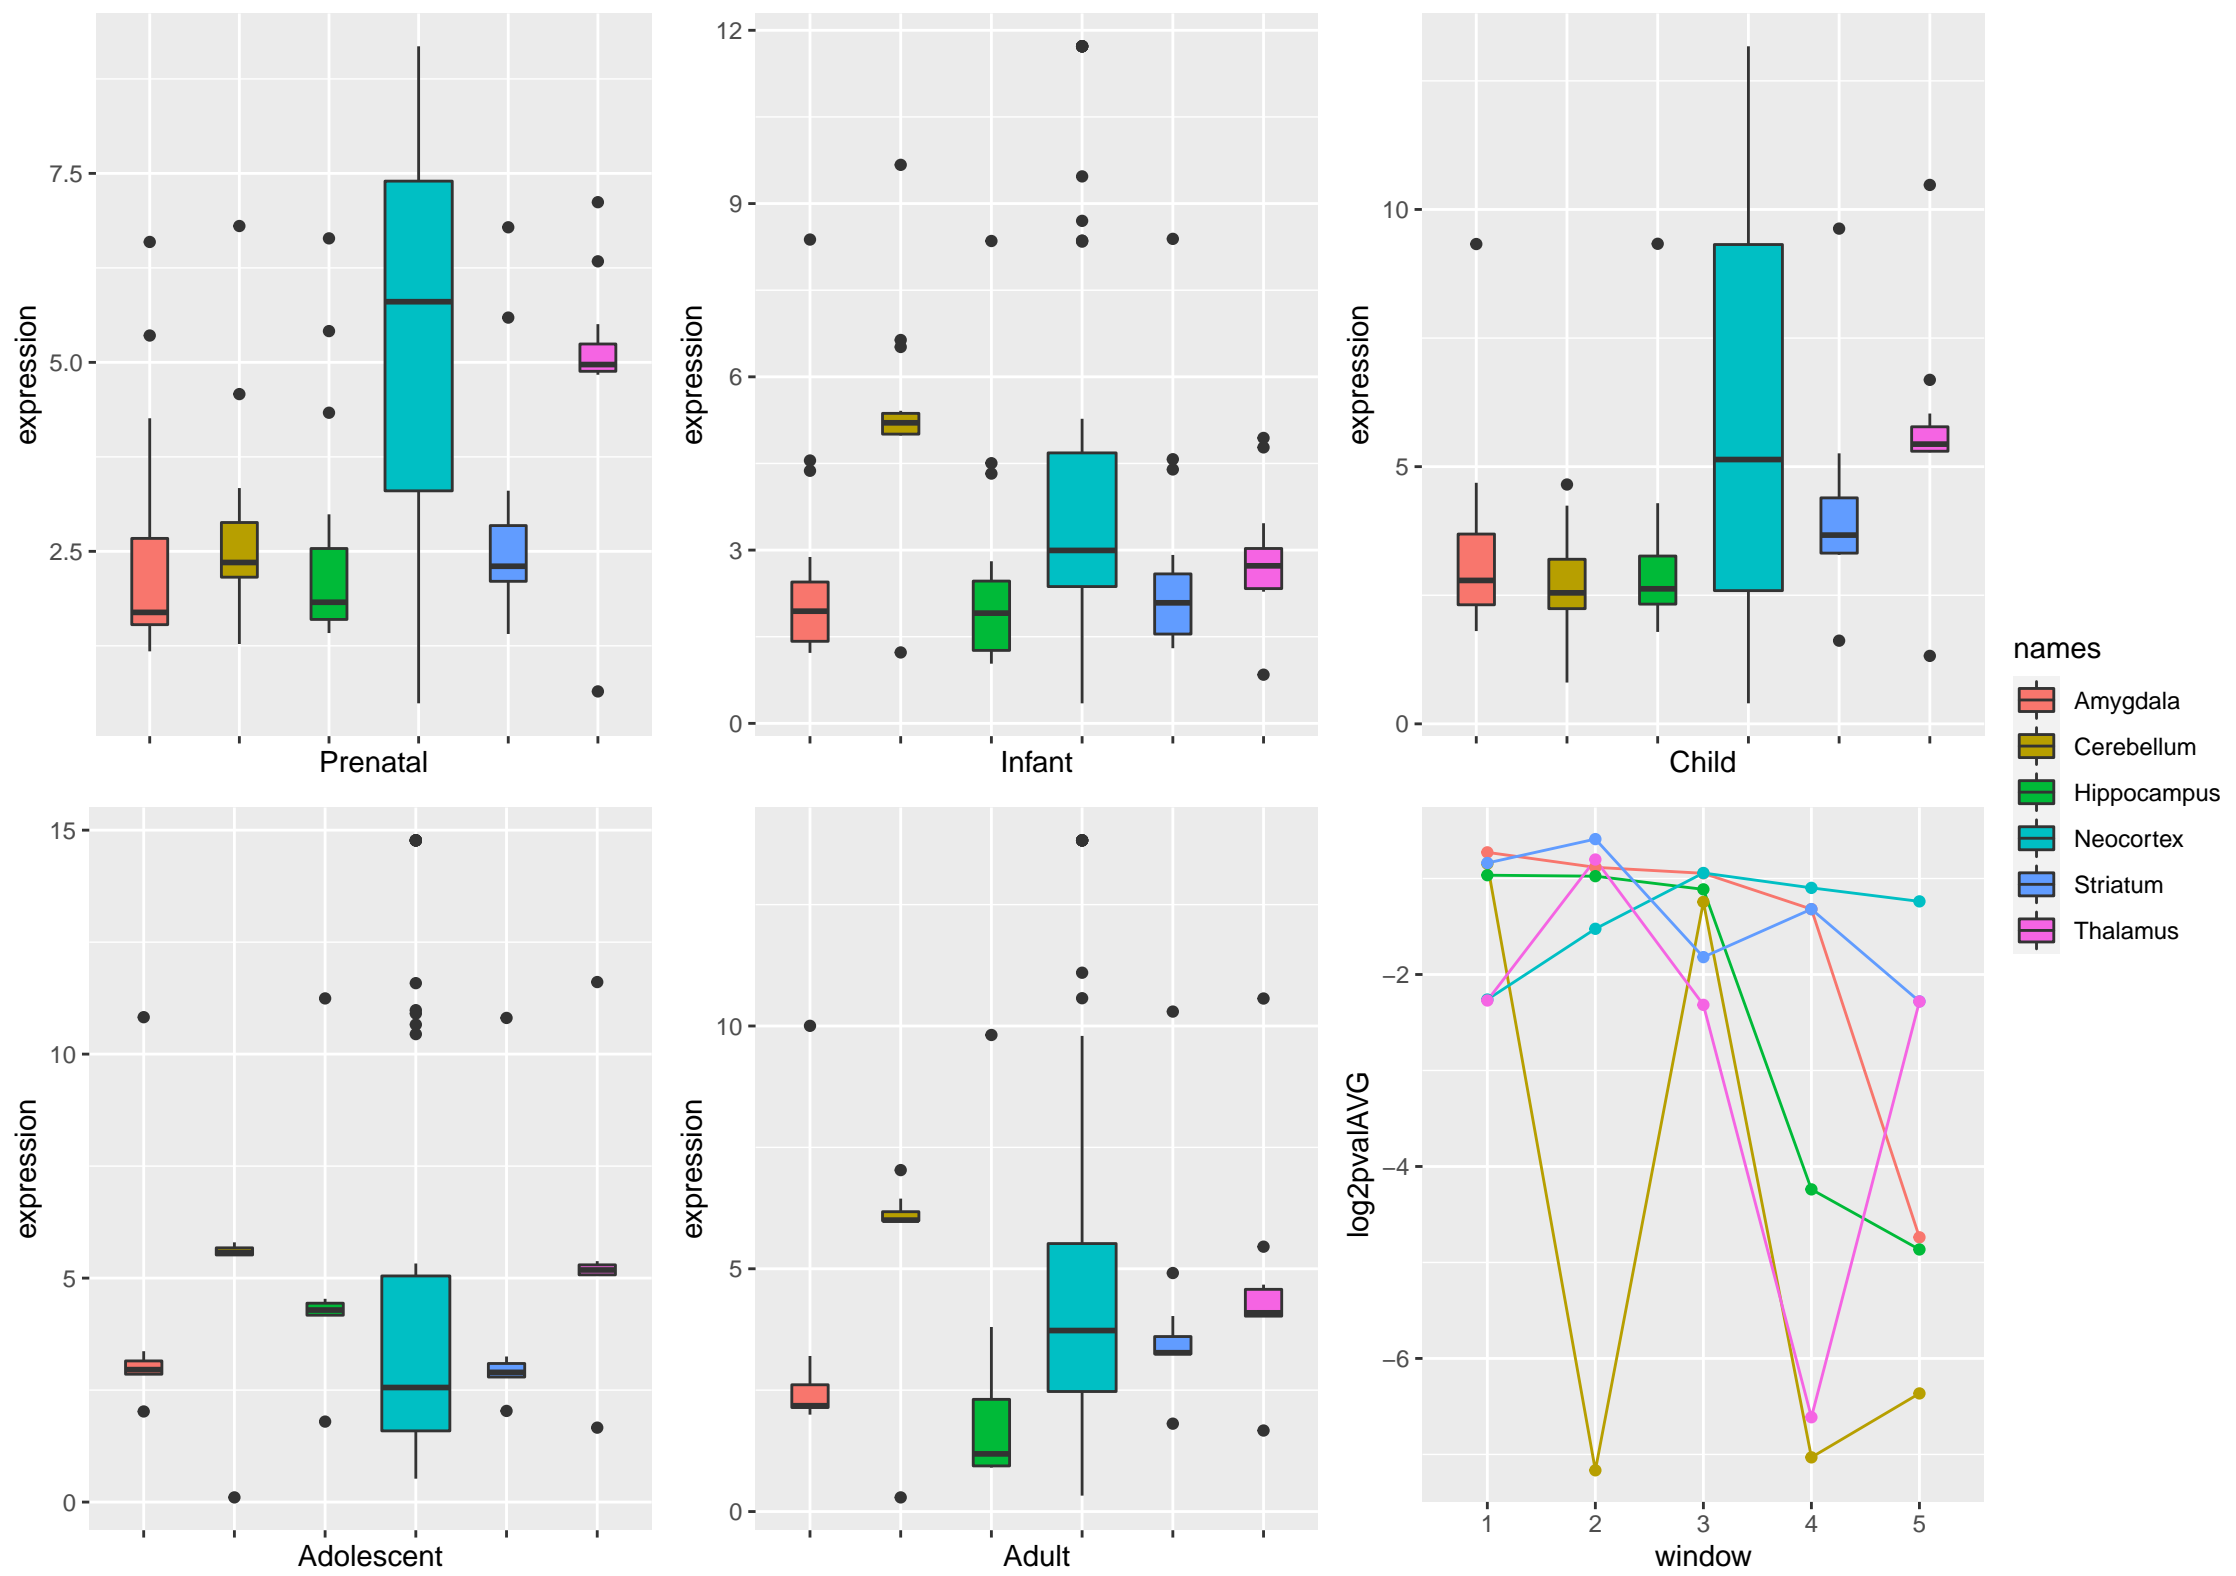 7.5
5.0
2.5
expression
Prenatal
12
9
6
3
0
expression
Infant
10
5
0
expression
Child
15
10
5
0
expression
Adolescent
10
5
0
expression
Adult
−2
−4
−6
log2pvalAVG
1 2 3 4 5
window
names
Amygdala
Cerebellum
Hippocampus
Neocortex
Striatum
Thalamus